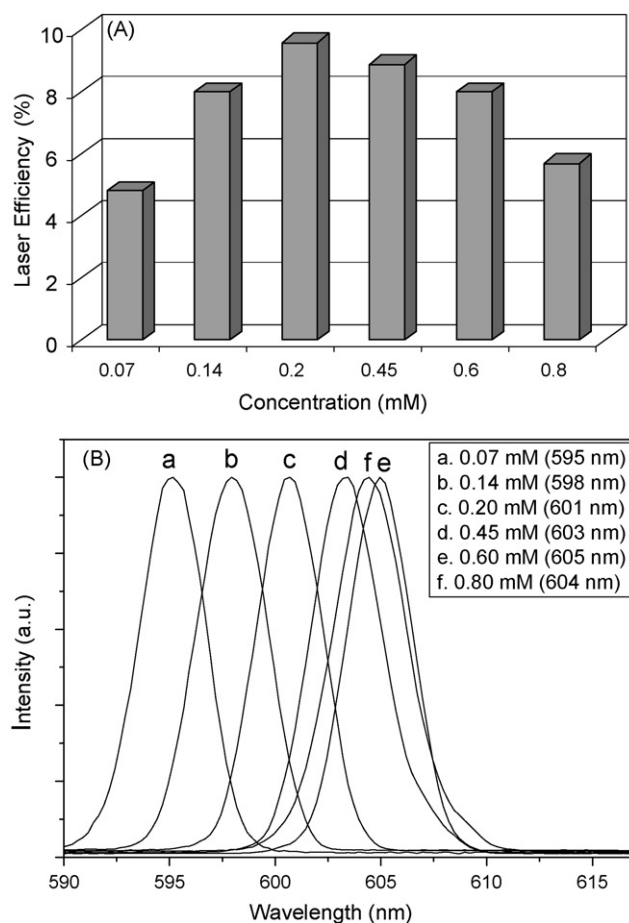 (A)
Laser Efficiency (%)
10
8
6
4
2
0
0.07 0.14 0.2 0.45 0.6 0.8
Concentration (mM)
(B)
a b c d f e
a. 0.07 mM (595 nm)
b. 0.14 mM (598 nm)
c. 0.20 mM (601 nm)
d. 0.45 mM (603 nm)
e. 0.60 mM (605 nm)
f. 0.80 mM (604 nm)
Intensity (a.u.)
590 595 600 605 610 615
Wavelength (nm)